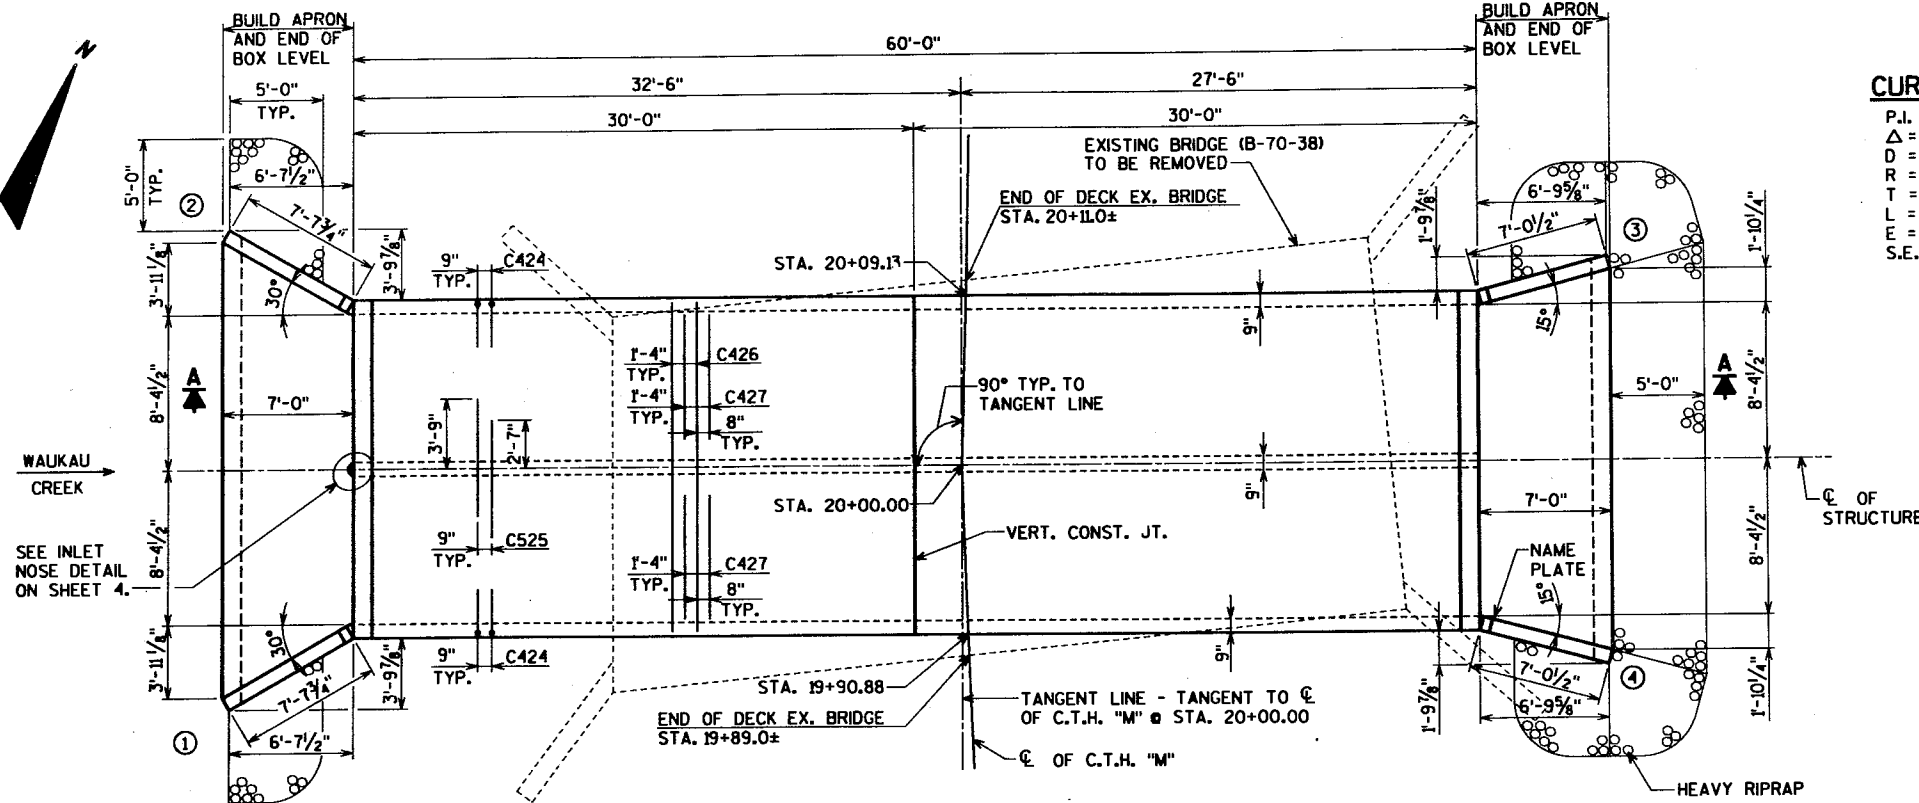 BUILD APRON
AND END OF
BOX LEVEL
BUILD APRON
AND END OF
BOX LEVEL
N
60'-0"
32'-6"
27'-6"
30'-0"
30'-0"
5'-0"
TYP.
5'-0"
TYP.
6'-7½"
7'-7¾"
②
3'-11⅛"
3'-9⅞"
30°
9"
TYP.
C424
EXISTING BRIDGE (B-70-38)
TO BE REMOVED
END OF DECK EX. BRIDGE
STA. 20+11.0±
STA. 20+09.13
1'-9⅞"
6'-9⅝"
7'-0½"
③
1'-10¼"
15°
CUR
P.I.
Δ =
D =
R =
T =
L =
E =
S.E.
A
8'-4½"
7'-0"
3'-9"
2'-7"
1'-4"
TYP.
C426
1'-4"
TYP.
C427
8"
TYP.
90° TYP. TO
TANGENT LINE
9"
5'-0"
A
8'-4½"
WAUKAU
CREEK
STA. 20+00.00
9"
7'-0"
℄ OF
STRUCTURE
SEE INLET
NOSE DETAIL
ON SHEET 4.
8'-4½"
9"
TYP.
C525
1'-4"
TYP.
C427
8"
TYP.
VERT. CONST. JT.
NAME
PLATE
15°
8'-4½"
3'-11⅛"
30°
7'-7¾"
3'-9⅞"
9"
TYP.
C424
STA. 19+90.88
9"
END OF DECK EX. BRIDGE
STA. 19+89.0±
TANGENT LINE - TANGENT TO ℄
OF C.T.H. "M" @ STA. 20+00.00
℄ OF C.T.H. "M"
1'-9⅞"
7'-0½"
6'-9⅝"
④
1'-10¼"
①
6'-7½"
HEAVY RIPRAP